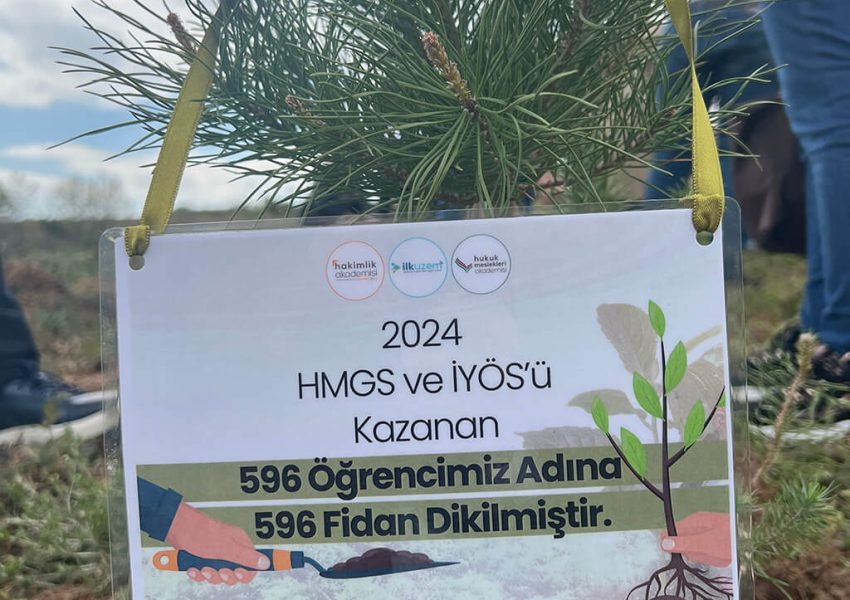 hakimlik
akademisi
ilkuzem
hukuk
meslekleri
akademisi
2024
HMGS ve İYÖS'ü
Kazanan
596 Öğrencimiz Adına
596 Fidan Dikilmiştir.